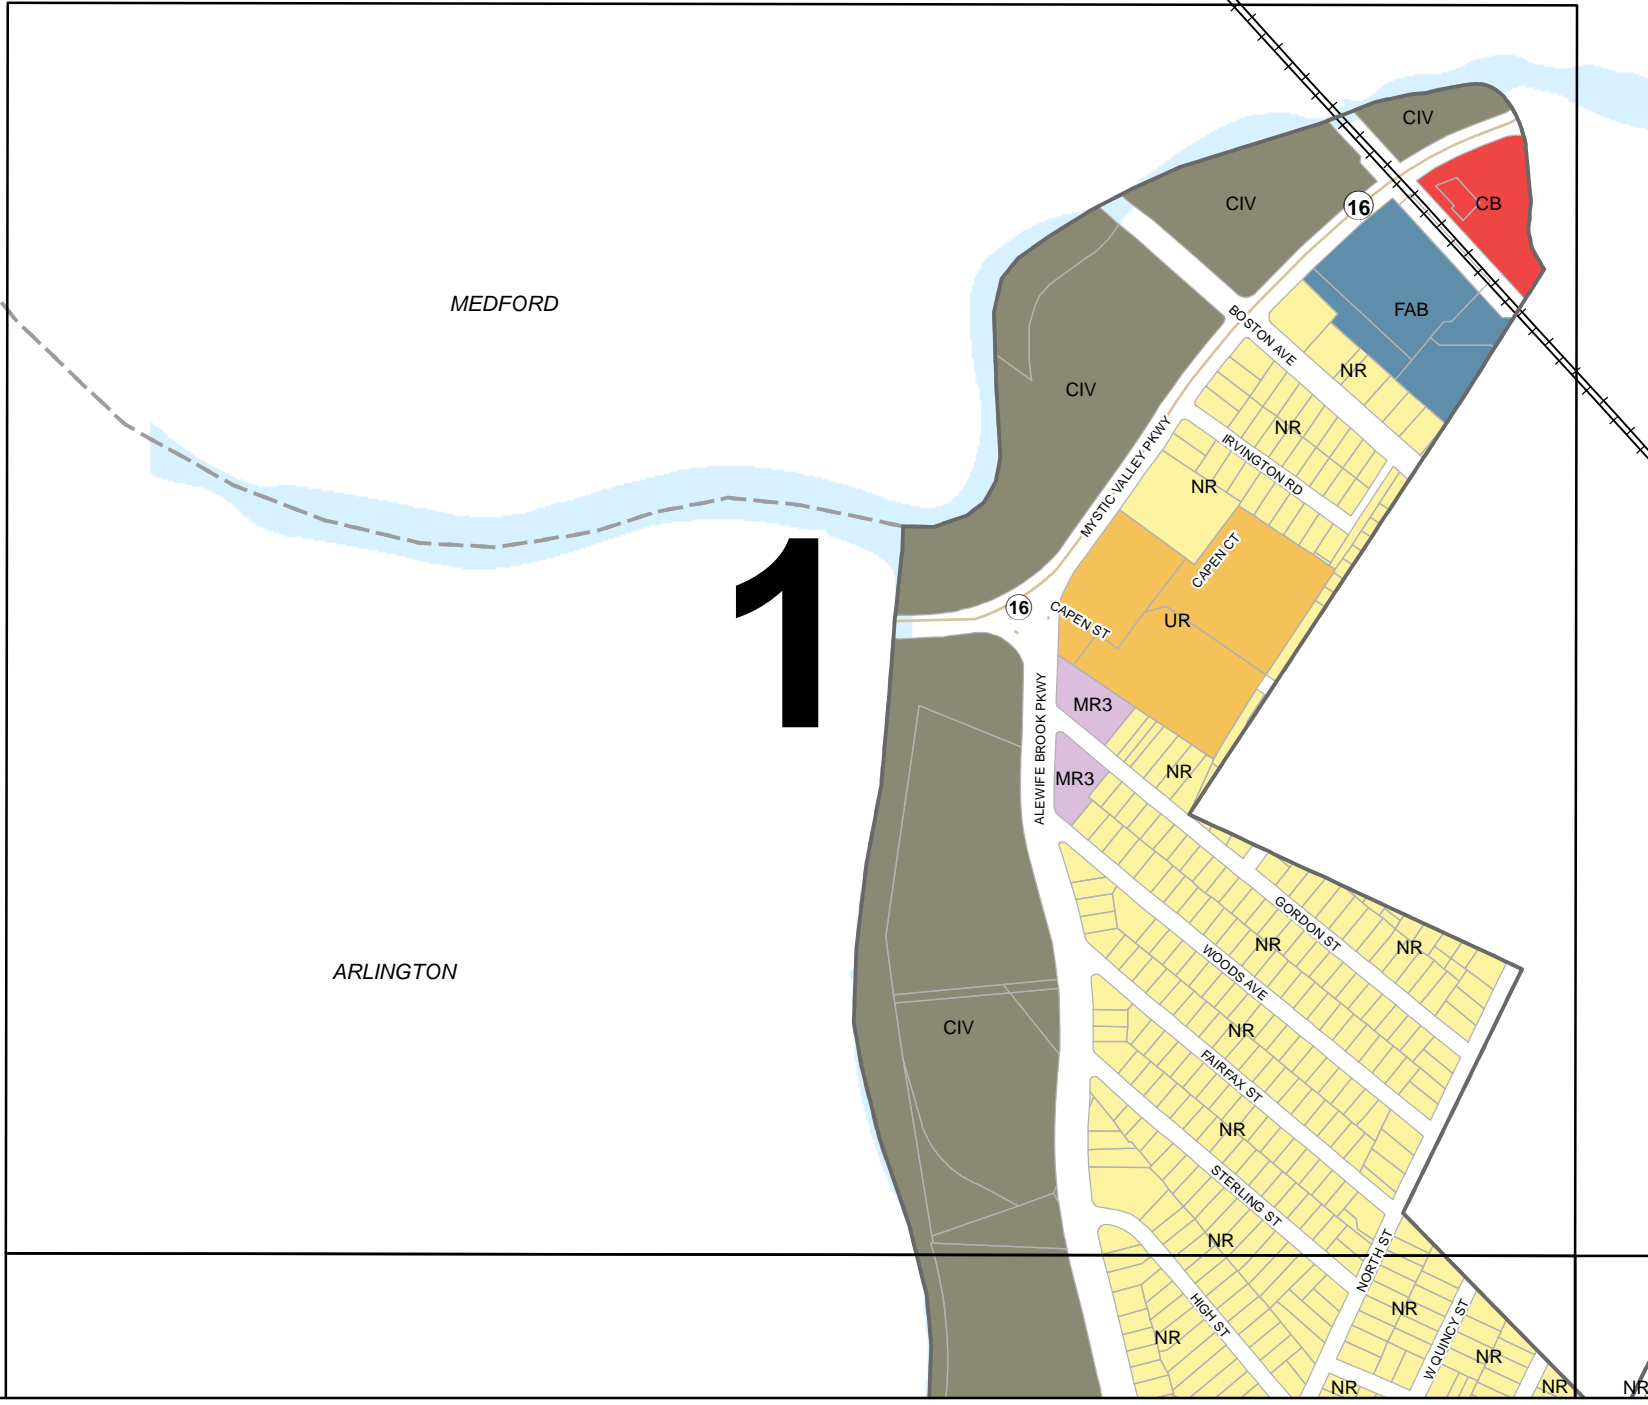 CIV
CIV
16
CB
MEDFORD
FAB
BOSTON AVE
NR
CIV
NR
IRVINGTON RD
MYSTIC VALLEY PKWY
NR
CAPEN CT
1
16
CAPEN ST
UR
ALEWIFE BROOK PKWY
MR3
NR
MR3
GORDON ST
NR
NR
WOODS AVE
ARLINGTON
CIV
NR
FAIRFAX ST
NR
STERLING ST
NR
NORTH ST
HIGH ST
NR
NR
W QUINCY ST
NR
NR
NR
NR